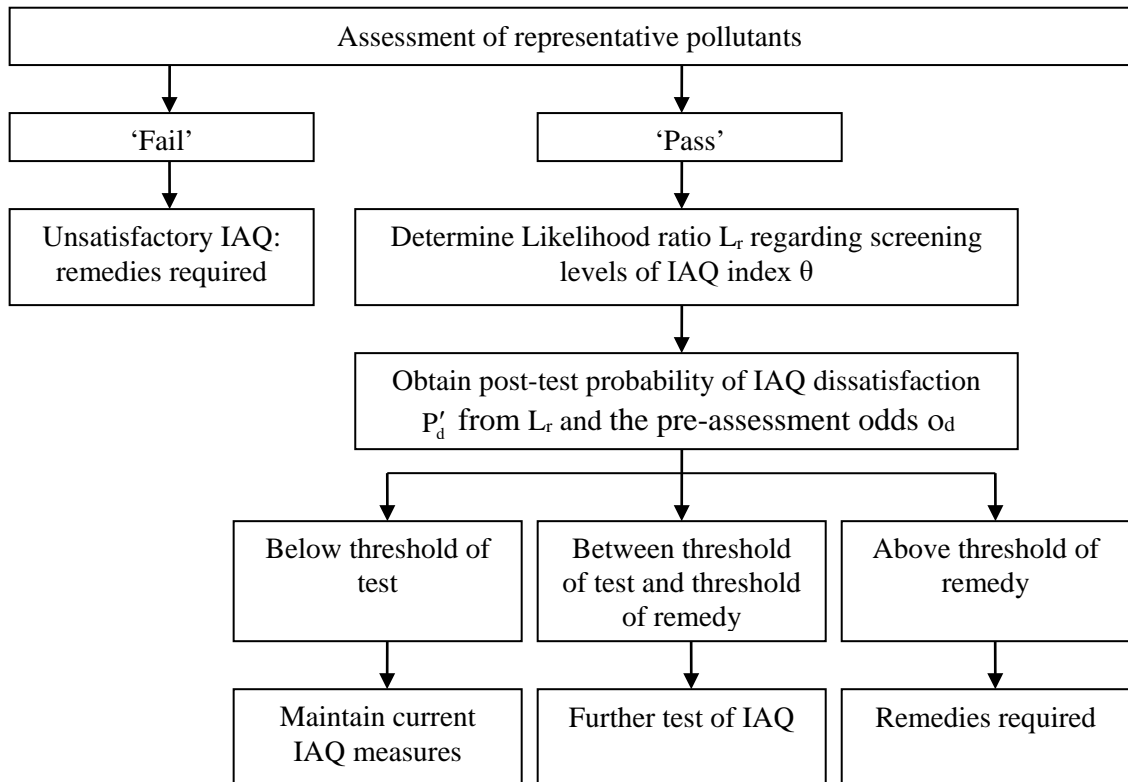 Assessment of representative pollutants
‘Fail’
‘Pass’
Unsatisfactory IAQ:
remedies required
Determine Likelihood ratio Lr regarding screening
levels of IAQ index θ
Obtain post-test probability of IAQ dissatisfaction
P′d from Lr and the pre-assessment odds od
Below threshold of
test
Between threshold
of test and threshold
of remedy
Above threshold of
remedy
Maintain current
IAQ measures
Further test of IAQ
Remedies required